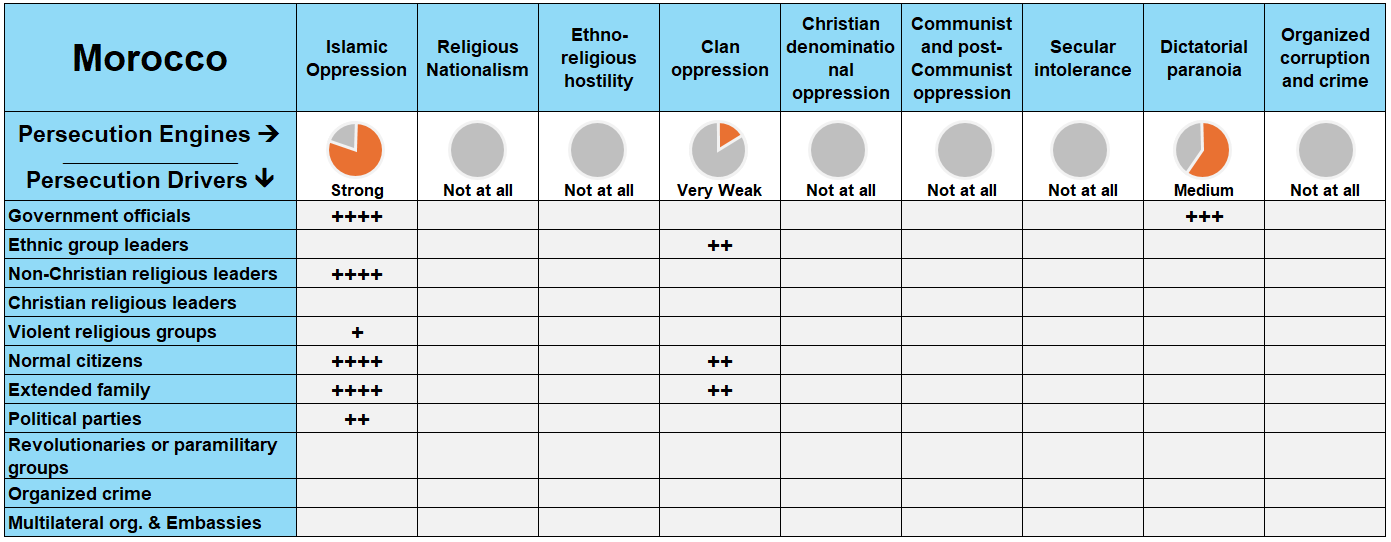 Morocco
Islamic
Oppression
Religious
Nationalism
Ethno-
religious
hostility
Clan
oppression
Christian
denominatio
nal
oppression
Communist
and post-
Communist
oppression
Secular
intolerance
Dictatorial
paranoia
Organized
corruption
and crime
Persecution Engines →
Persecution Drivers ↓
Strong
Not at all
Not at all
Very Weak
Not at all
Not at all
Not at all
Medium
Not at all
Government officials ++++ +++
Ethnic group leaders ++
Non-Christian religious leaders ++++
Christian religious leaders
Violent religious groups +
Normal citizens ++++ ++
Extended family ++++ ++
Political parties ++
Revolutionaries or paramilitary
groups
Organized crime
Multilateral org. & Embassies